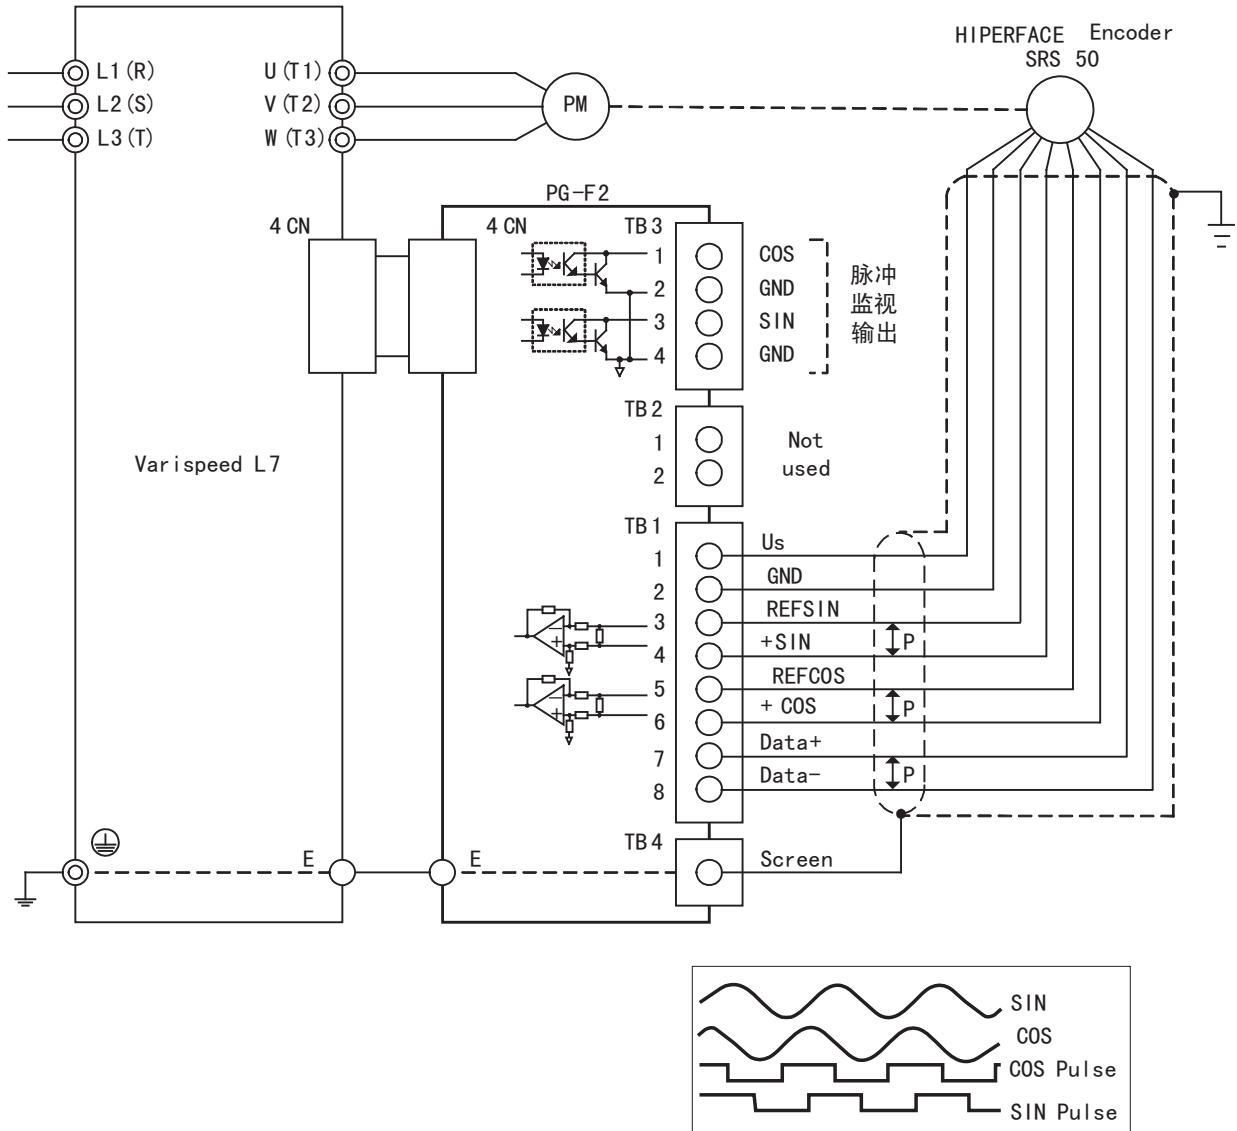 HIPERFACE Encoder
SRS 50
L1(R)
U(T1)
L2(S)
V(T2)
PM
L3(T)
W(T3)
PG-F2
4CN
4CN
TB3
1
COS
2
GND
3
SIN
4
GND
脉冲
监视
输出
TB2
1
2
Not
used
Varispeed L7
TB1
1
Us
2
GND
3
REFSIN
4
+SIN
P
5
REFCOS
6
+COS
P
7
Data+
8
Data-
P
TB4
E
E
Screen
SIN
COS
COS Pulse
SIN Pulse